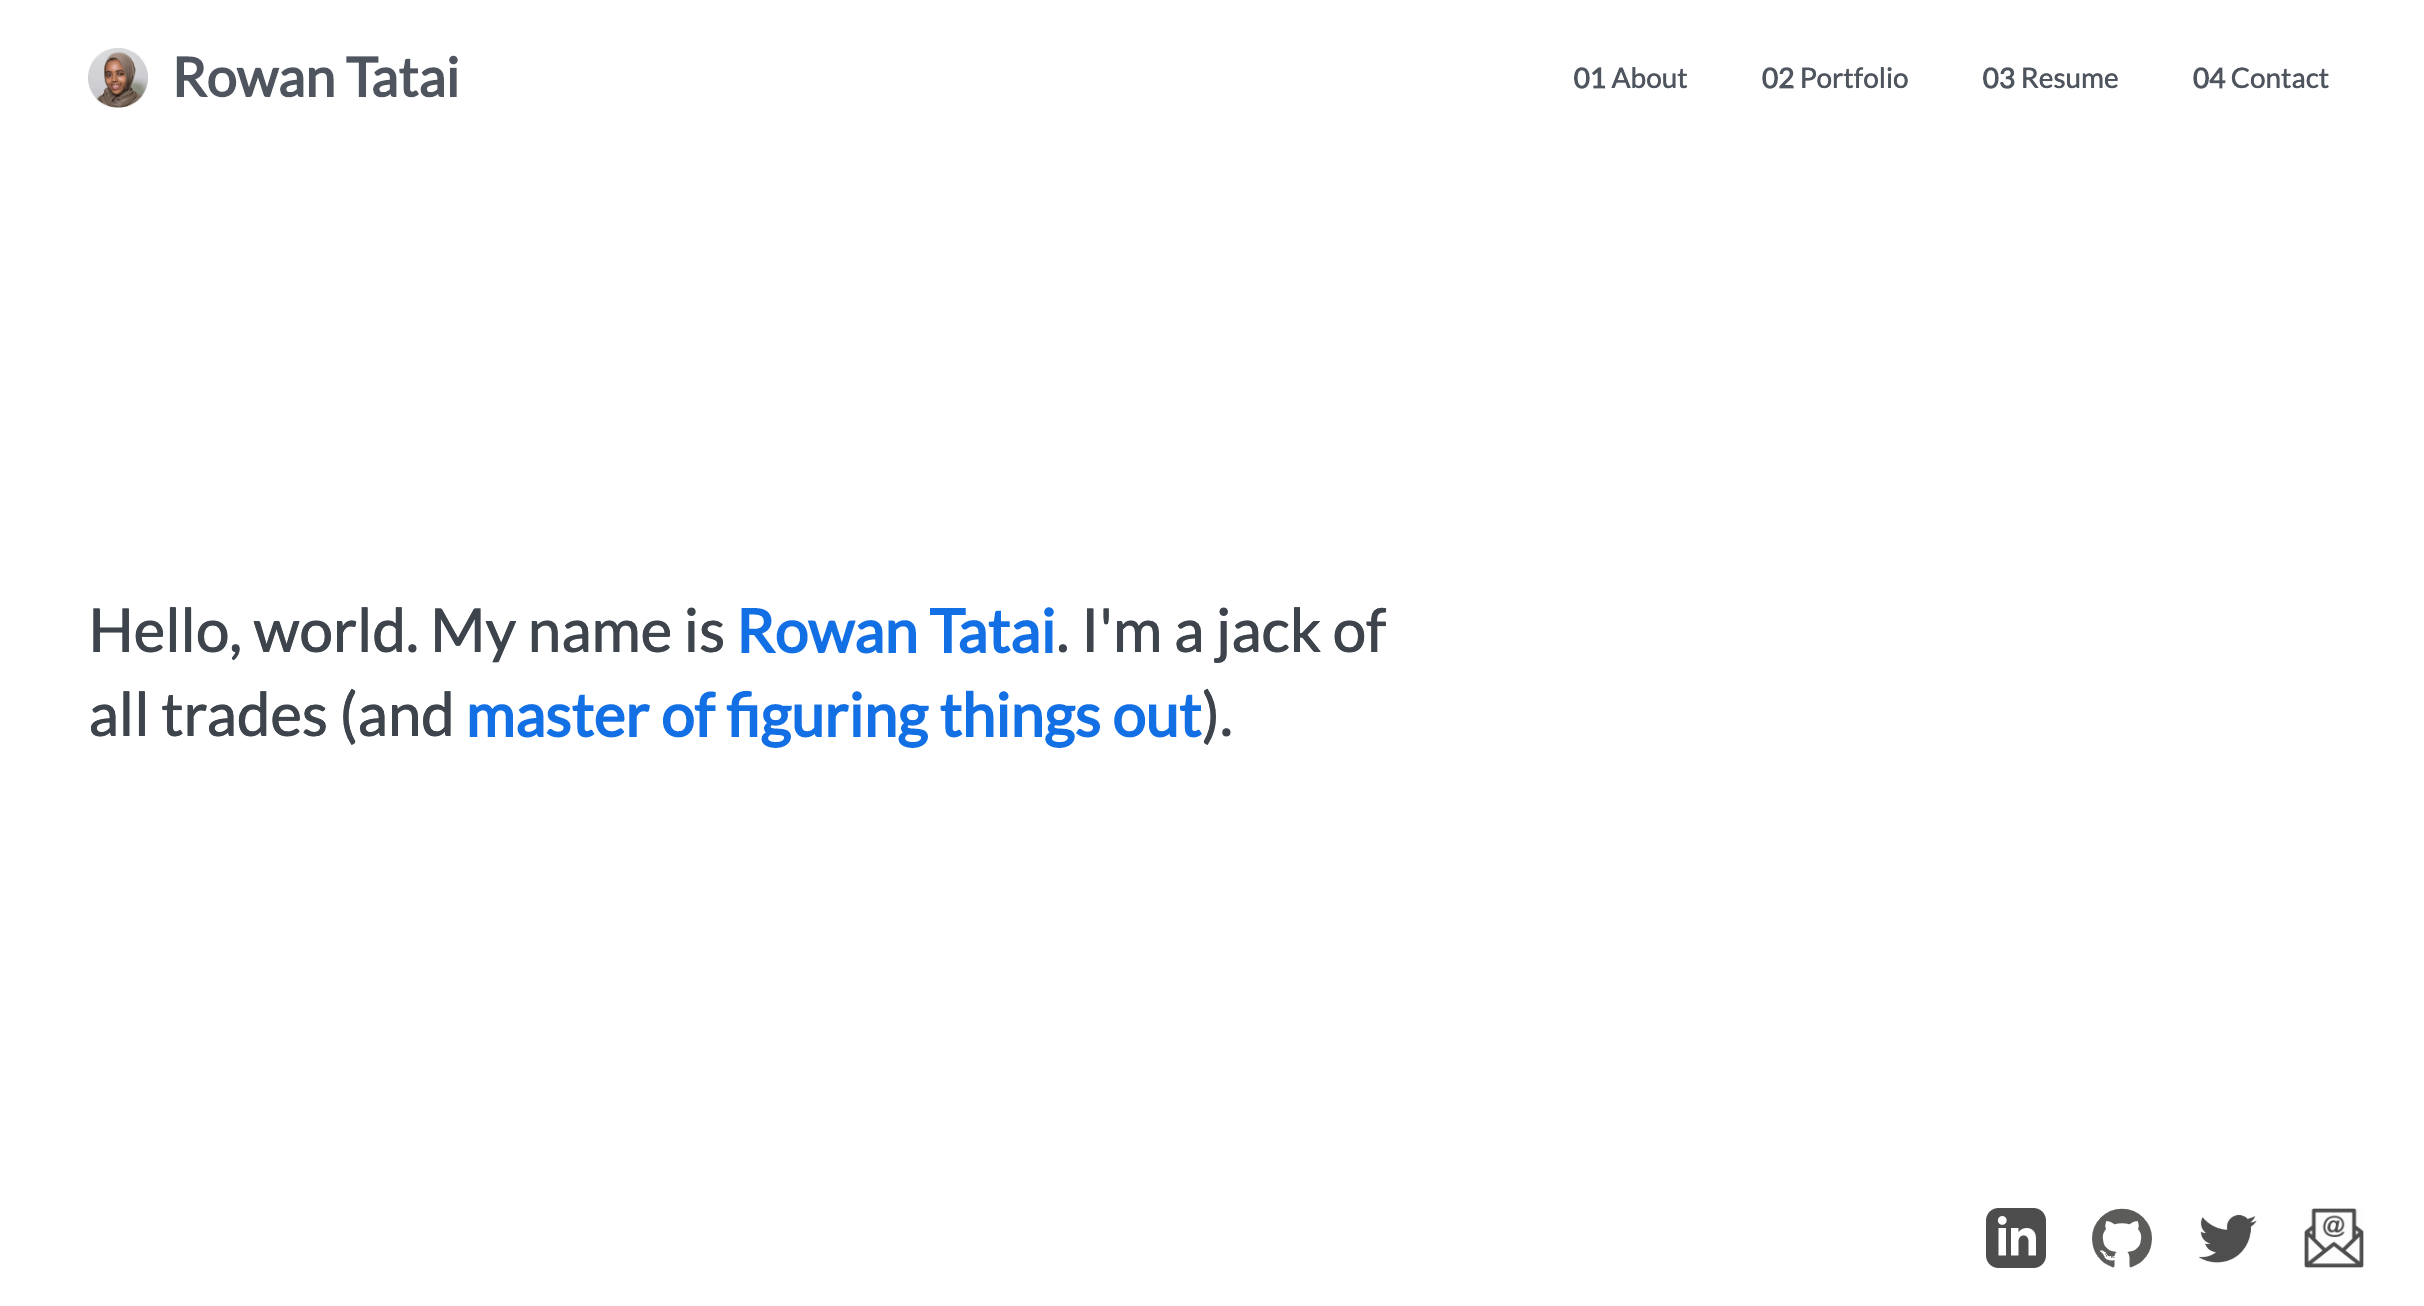 Rowan Tatai
01 About
02 Portfolio
03 Resume
04 Contact
Hello, world. My name is Rowan Tatai. I'm a jack of
all trades (and master of figuring things out).
in
@